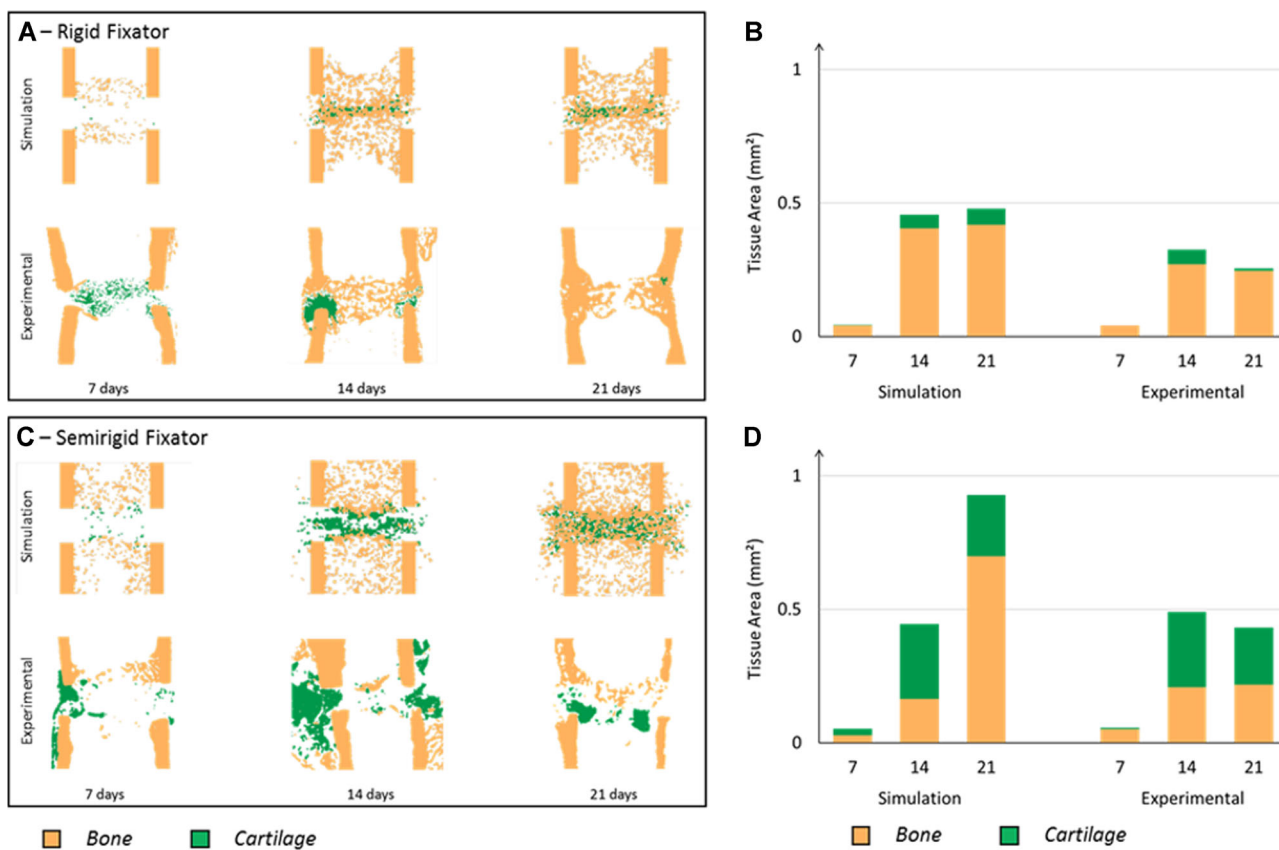 A – Rigid Fixator
Simulation
Experimental
7 days
14 days
21 days
B
Tissue Area (mm²)
1
0.5
0
7
14
21
7
14
21
Simulation
Experimental
C – Semirigid Fixator
Simulation
Experimental
7 days
14 days
21 days
Bone
Cartilage
D
Tissue Area (mm²)
1
0.5
0
7
14
21
7
14
21
Simulation
Experimental
Bone
Cartilage